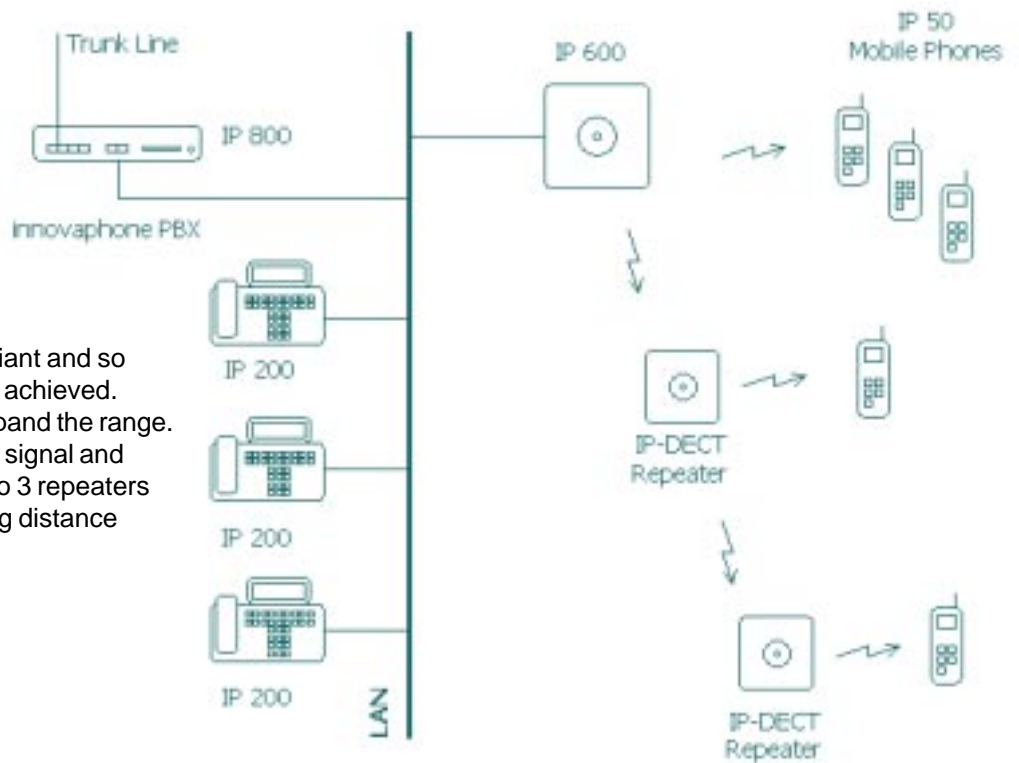 Trunk Line
IP 800
innovaphone PBX
IP 600
IP 50
Mobile Phones
iant and so
achieved.
band the range.
signal and
o 3 repeaters
g distance
IP 200
IP 200
IP 200
LAN
IP-DECT
Repeater
IP-DECT
Repeater